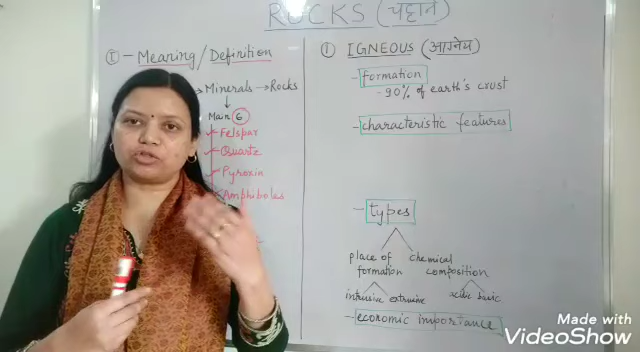 ROCKS (चट्टान)
① - Meaning/Definition
Minerals → Rocks
Main 6
Felspar
Quartz
Pyroxin
Amphiboles
① IGNEOUS (आग्नेय)
- formation
- 90% of earth's crust
- characteristic features
- types
place of formation
chemical composition
intrusive extrusive
acidic basic
- economic importance
Made with
VideoShow